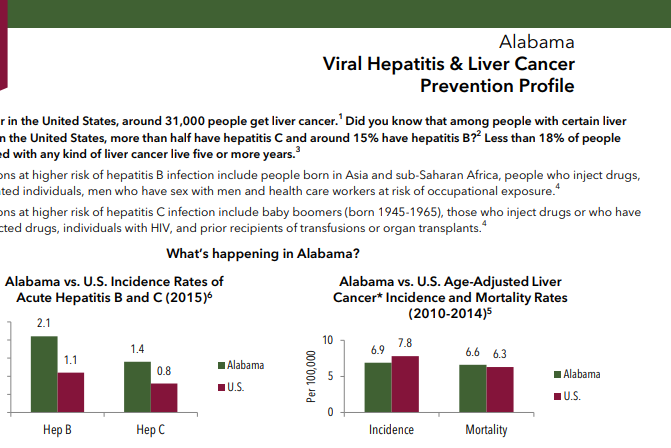 Alabama
Viral Hepatitis & Liver Cancer
Prevention Profile
r in the United States, around 31,000 people get liver cancer.1 Did you know that among people with certain liver
n the United States, more than half have hepatitis C and around 15% have hepatitis B?2 Less than 18% of people
ed with any kind of liver cancer live five or more years.3
ons at higher risk of hepatitis B infection include people born in Asia and sub-Saharan Africa, people who inject drugs,
ted individuals, men who have sex with men and health care workers at risk of occupational exposure.4
ons at higher risk of hepatitis C infection include baby boomers (born 1945-1965), those who inject drugs or who have
cted drugs, individuals with HIV, and prior recipients of transfusions or organ transplants.4
What's happening in Alabama?
Alabama vs. U.S. Incidence Rates of
Acute Hepatitis B and C (2015)6
2.1
1.1
1.4
0.8
Hep B
Hep C
Alabama
U.S.
Alabama vs. U.S. Age-Adjusted Liver
Cancer* Incidence and Mortality Rates
(2010-2014)5
Per 100,000
10
5
0
6.9
7.8
6.6
6.3
Incidence
Mortality
Alabama
U.S.